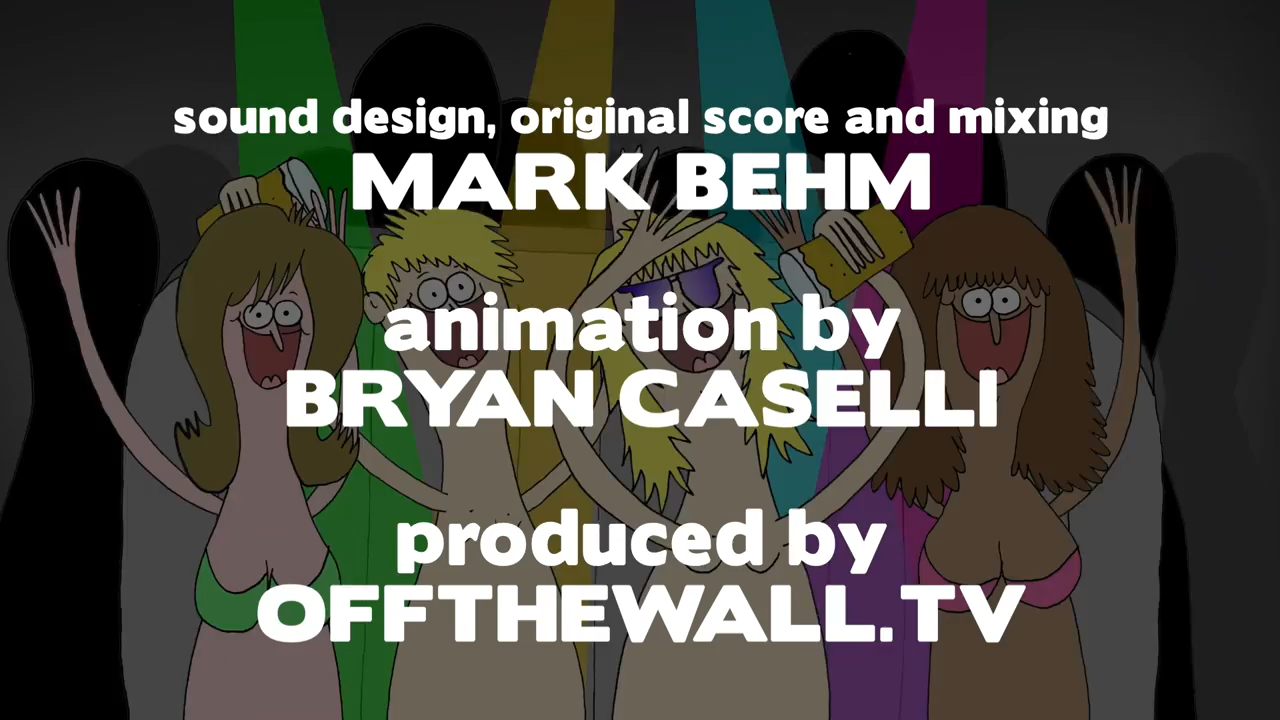 sound design, original score and mixing
MARK BEHM
animation by
BRYAN CASELLI
produced by
OFFTHEWALL.TV